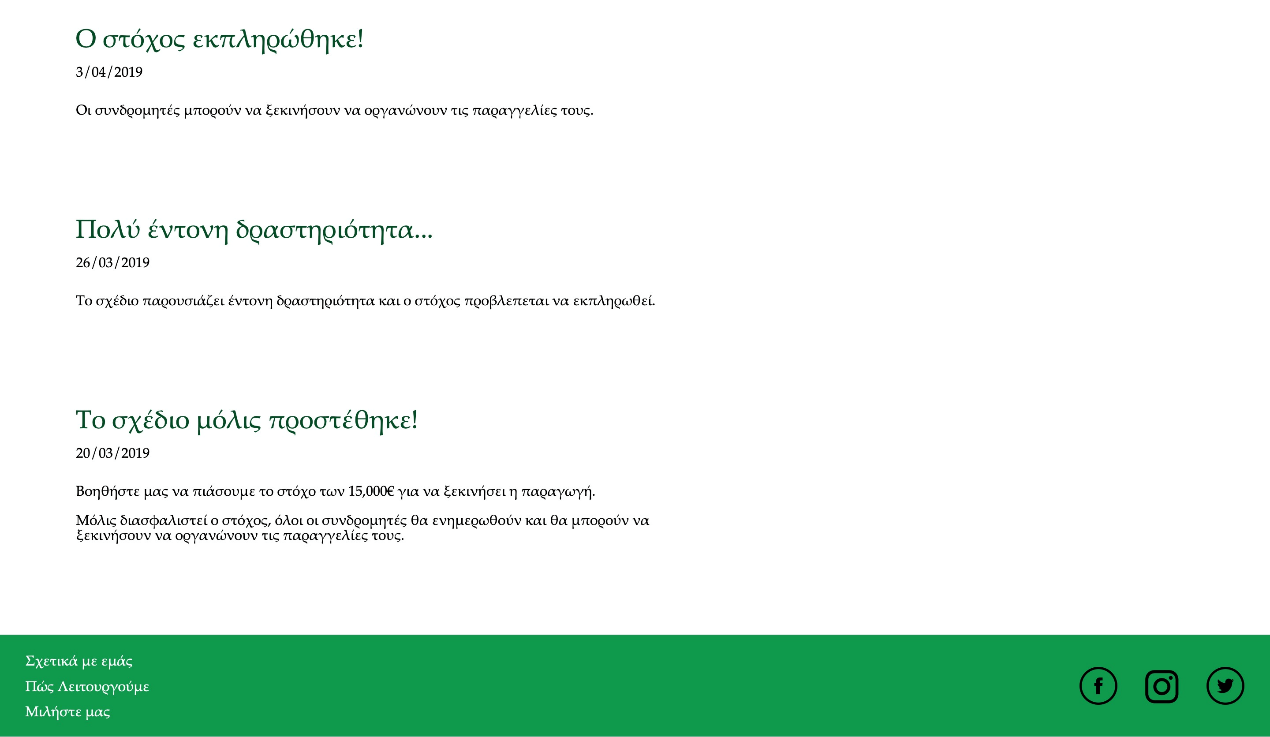 Ο στόχος εκπληρώθηκε!
3/04/2019
Οι συνδρομητές μπορούν να ξεκινήσουν να οργανώνουν τις παραγγελίες τους.
Πολύ έντονη δραστηριότητα...
26/03/2019
Το σχέδιο παρουσιάζει έντονη δραστηριότητα και ο στόχος προβλεπεται να εκπληρωθεί.
Το σχέδιο μόλις προστέθηκε!
20/03/2019
Βοηθήστε μας να πιάσουμε το στόχο των 15,000€ για να ξεκινήσει η παραγωγή.
Μόλις διασφαλιστεί ο στόχος, όλοι οι συνδρομητές θα ενημερωθούν και θα μπορούν να
ξεκινήσουν να οργανώνουν τις παραγγελίες τους.
Σχετικά με εμάς
Πώς Λειτουργούμε
Μιλήστε μας